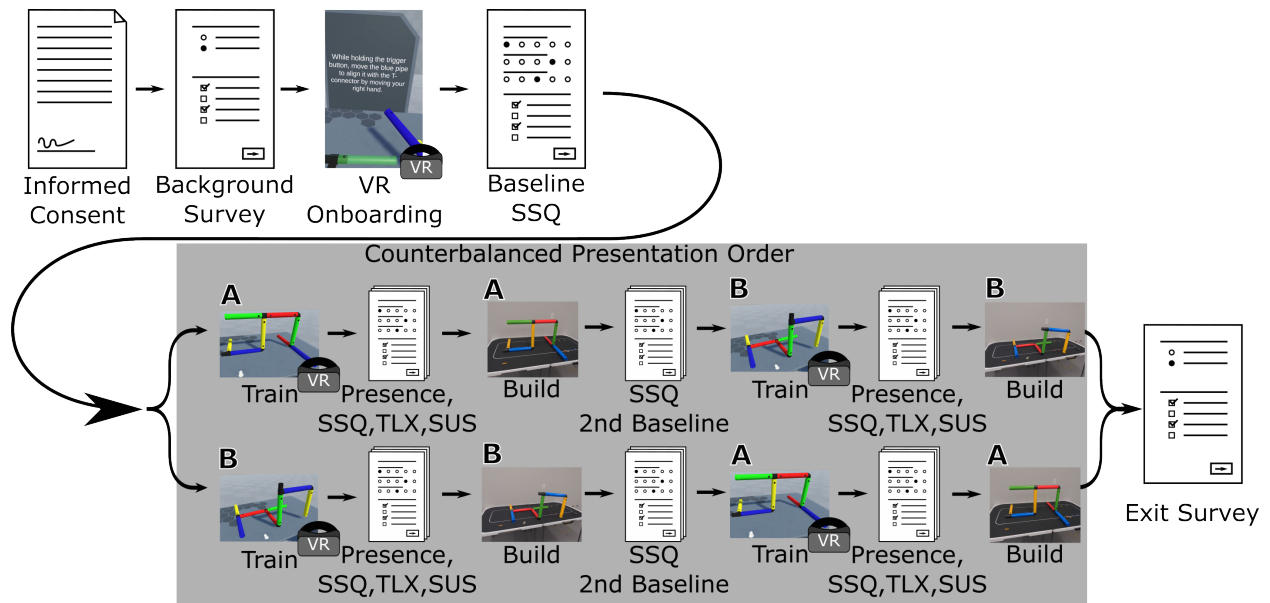 While holding the trigger
button, move the blue pipe
to align it with the T-
connector by moving your
right hand.
VR
Informed
Consent
Background
Survey
VR
Onboarding
Baseline
SSQ
Counterbalanced Presentation Order
A
A
B
B
VR
VR
Train
Presence,
SSQ,TLX,SUS
Build
SSQ
2nd Baseline
Train
Presence,
SSQ,TLX,SUS
Build
B
B
A
A
VR
VR
Train
Presence,
SSQ,TLX,SUS
Build
SSQ
2nd Baseline
Train
Presence,
SSQ,TLX,SUS
Build
Exit Survey